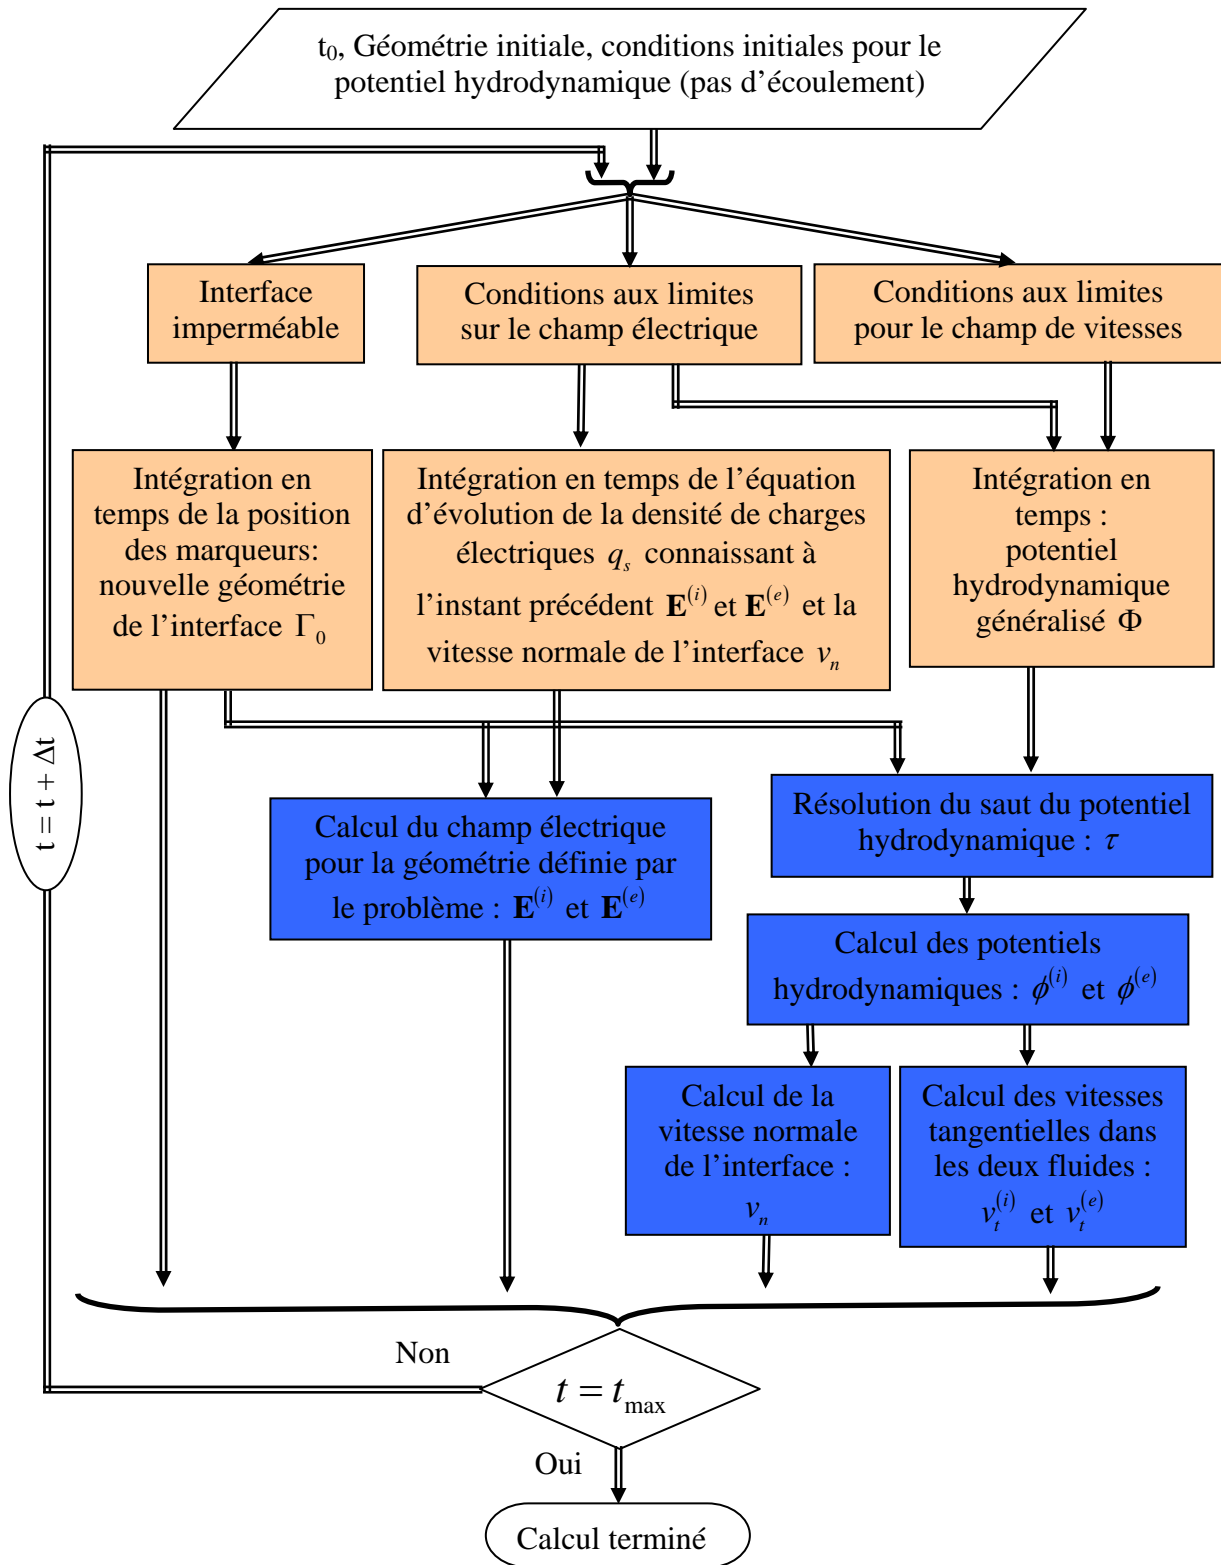 t₀, Géométrie initiale, conditions initiales pour le
potentiel hydrodynamique (pas d’écoulement)
Interface
imperméable
Conditions aux limites
sur le champ électrique
Conditions aux limites
pour le champ de vitesses
Intégration en
temps de la position
des marqueurs:
nouvelle géométrie
de l’interface Γ₀
Intégration en temps de l’équation
d’évolution de la densité de charges
électriques qₛ connaissant à
l’instant précédent 𝐄⁽ⁱ⁾ et 𝐄⁽ᵉ⁾ et la
vitesse normale de l’interface vₙ
Intégration en
temps :
potentiel
hydrodynamique
généralisé Φ
t = t + Δt
Calcul du champ électrique
pour la géométrie définie par
le problème : 𝐄⁽ⁱ⁾ et 𝐄⁽ᵉ⁾
Résolution du saut du potentiel
hydrodynamique : τ
Calcul des potentiels
hydrodynamiques : ϕ⁽ⁱ⁾ et ϕ⁽ᵉ⁾
Calcul de la
vitesse normale
de l’interface :
vₙ
Calcul des vitesses
tangentielles dans
les deux fluides :
vₜ⁽ⁱ⁾ et vₜ⁽ᵉ⁾
Non
t = tₘₐₓ
Oui
Calcul terminé